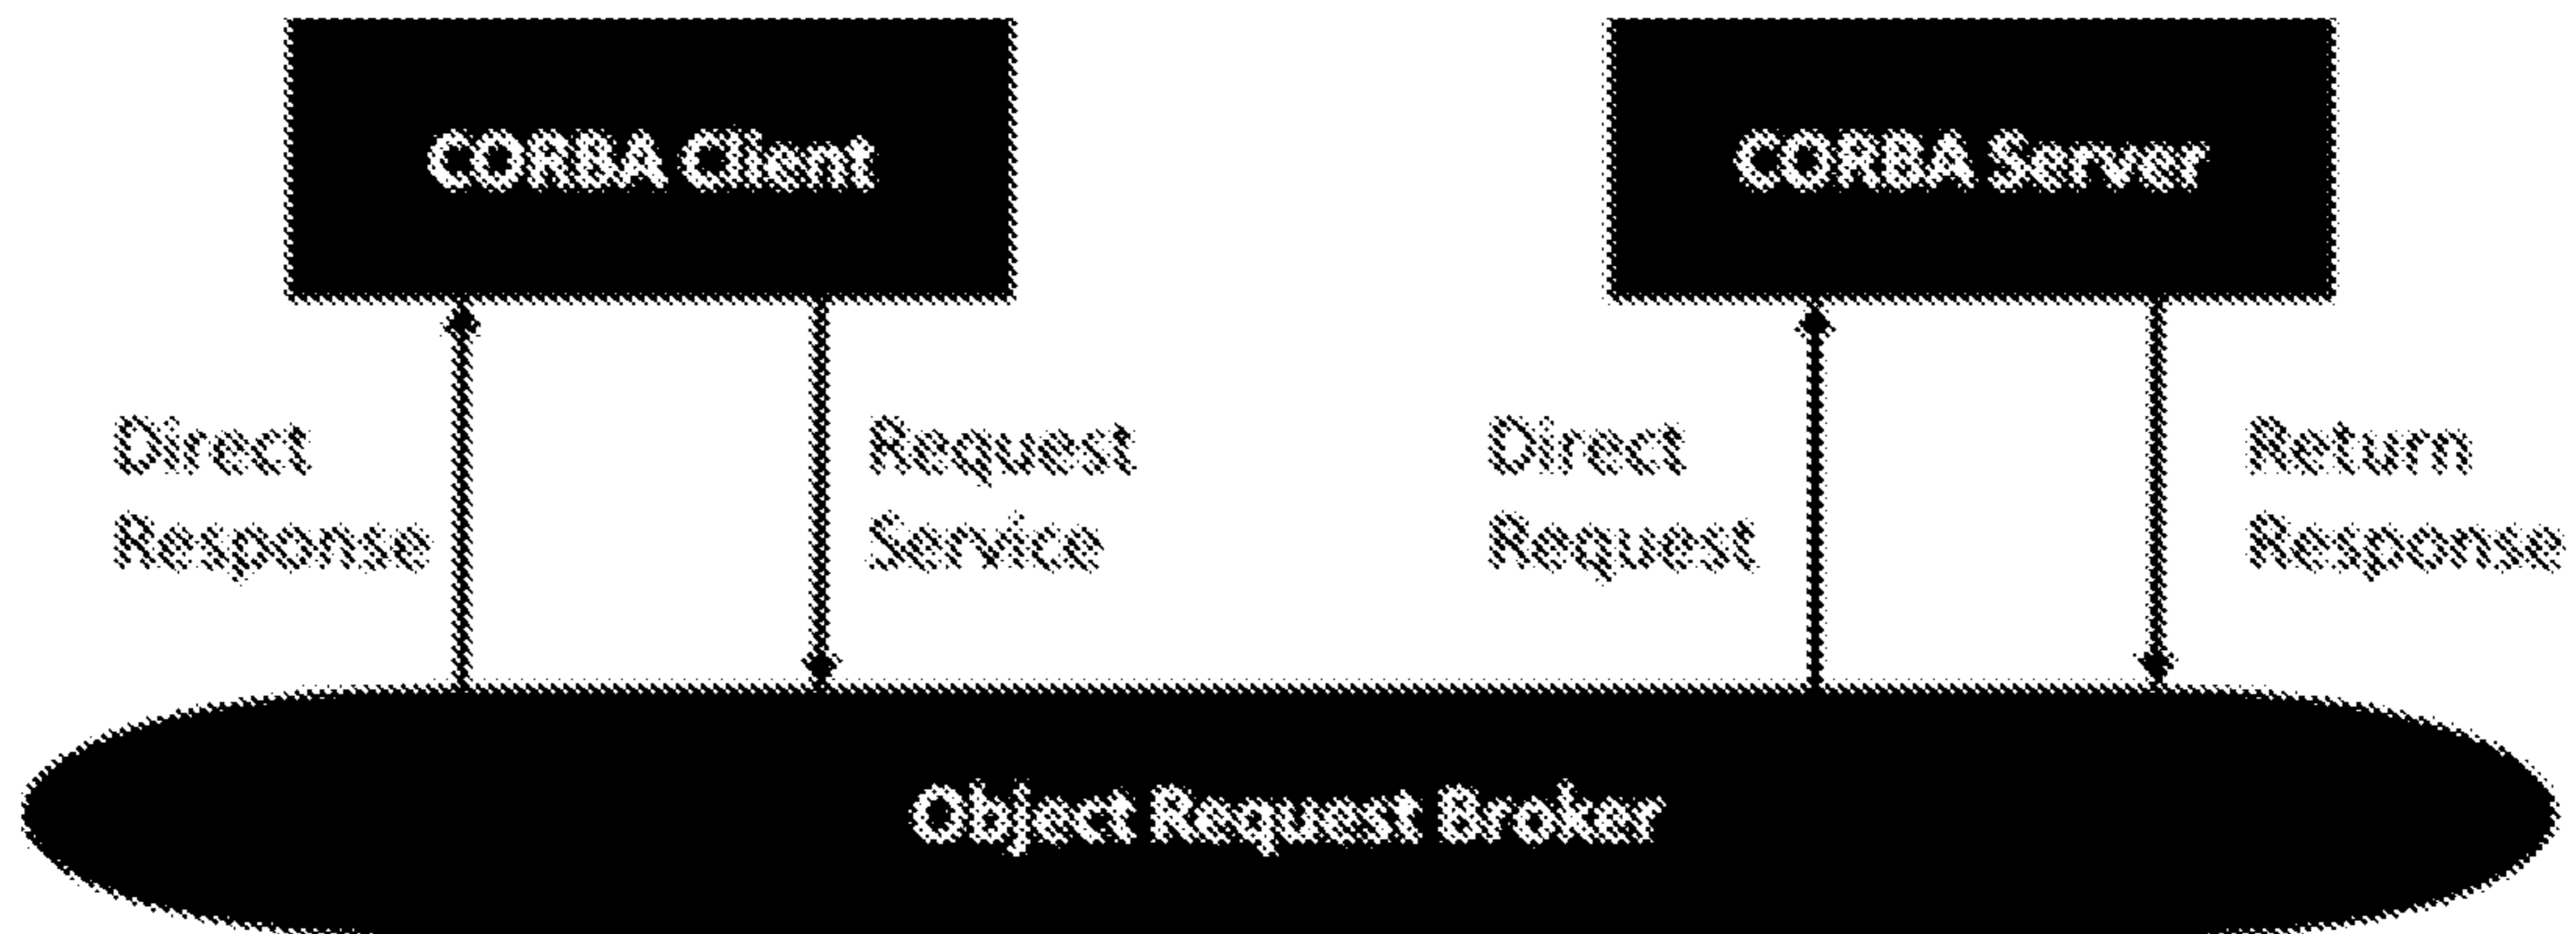 CORBA Client
CORBA Server
Direct
Response
Request
Service
Direct
Request
Return
Response
Object Request Broker